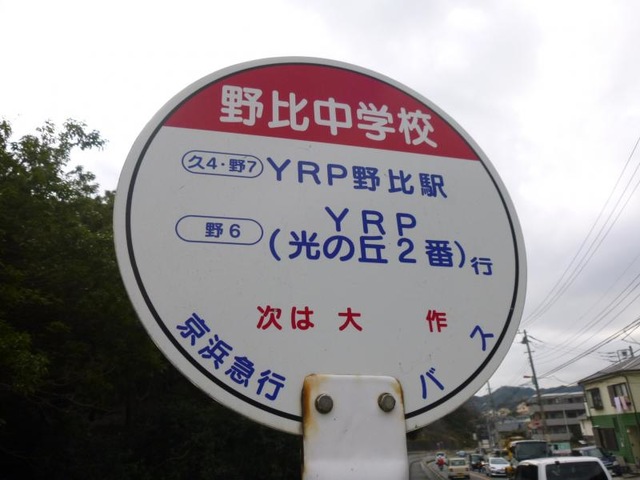 野比中学校
久4・野7 YRP野比駅
野6 YRP
(光の丘2番)行
次は大 作
京浜急行バス